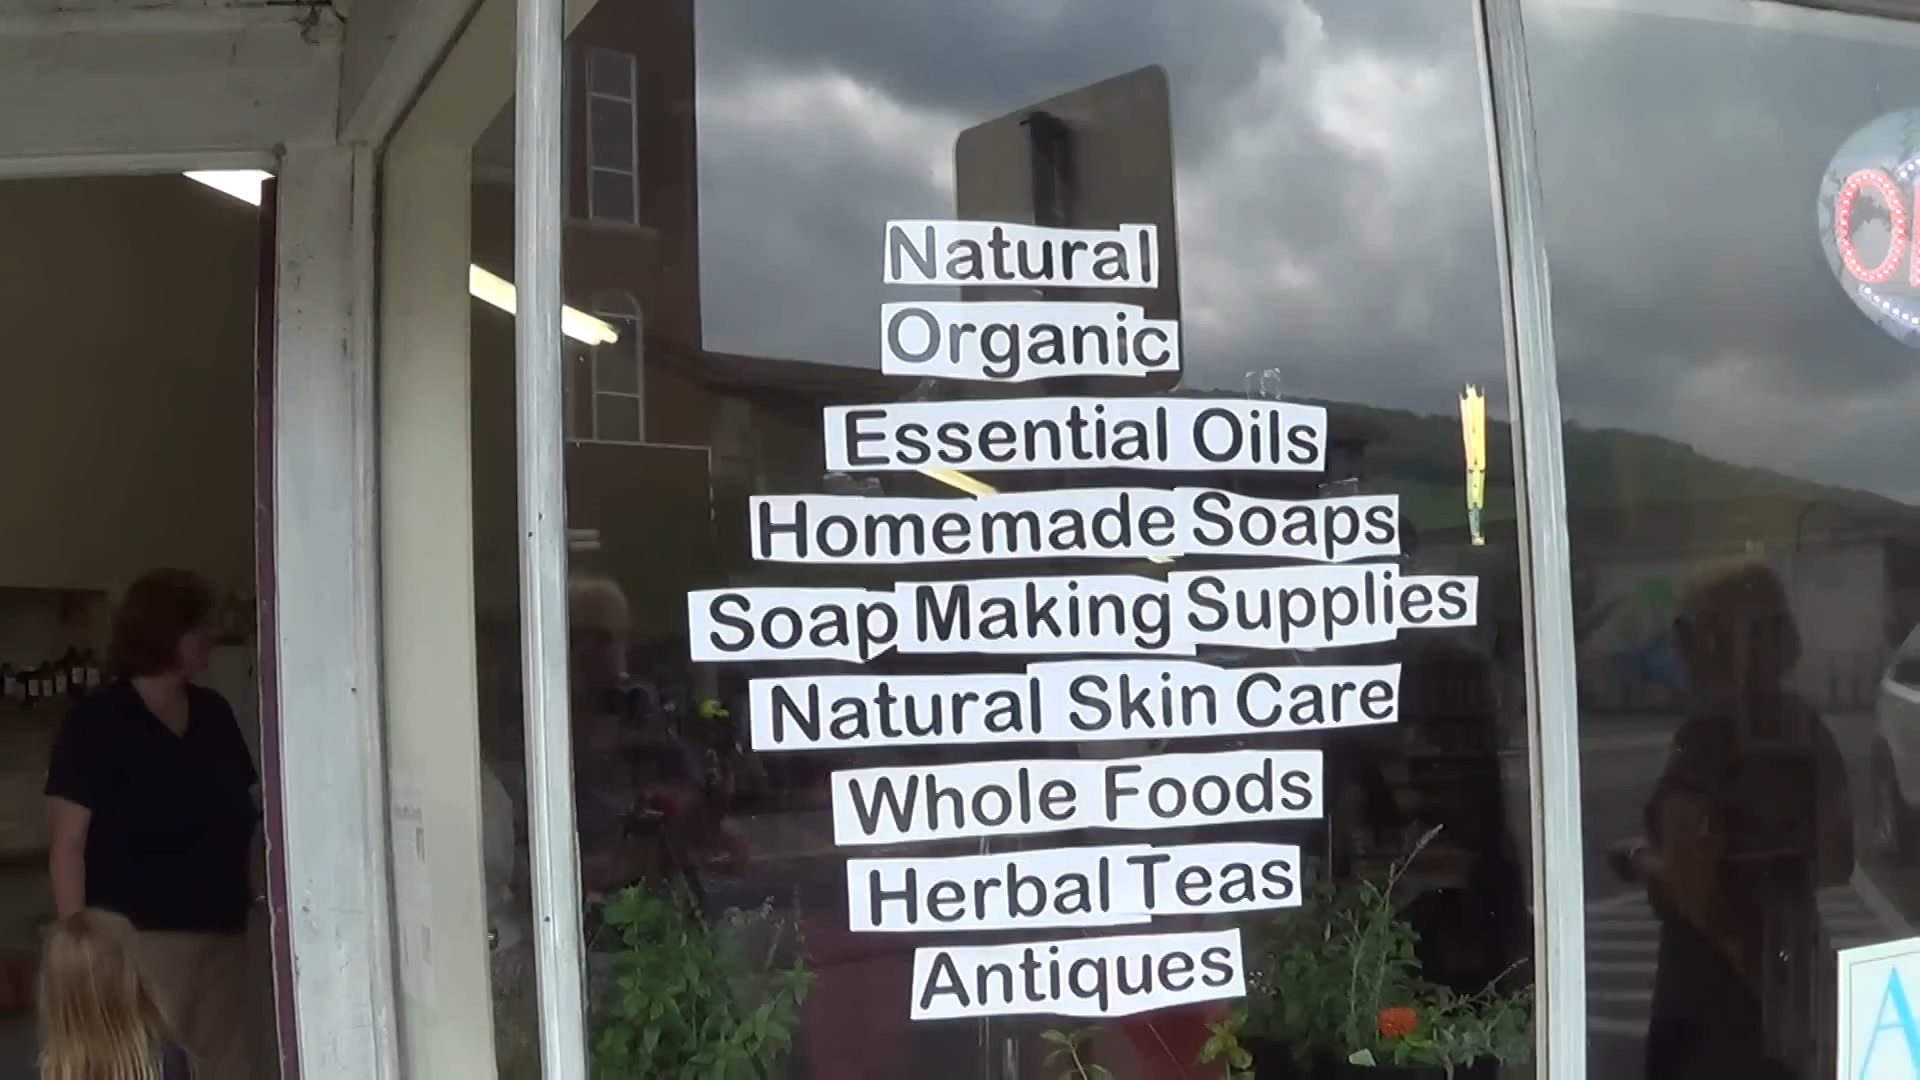 Natural
Organic
Essential Oils
Homemade Soaps
Soap Making Supplies
Natural Skin Care
Whole Foods
Herbal Teas
Antiques